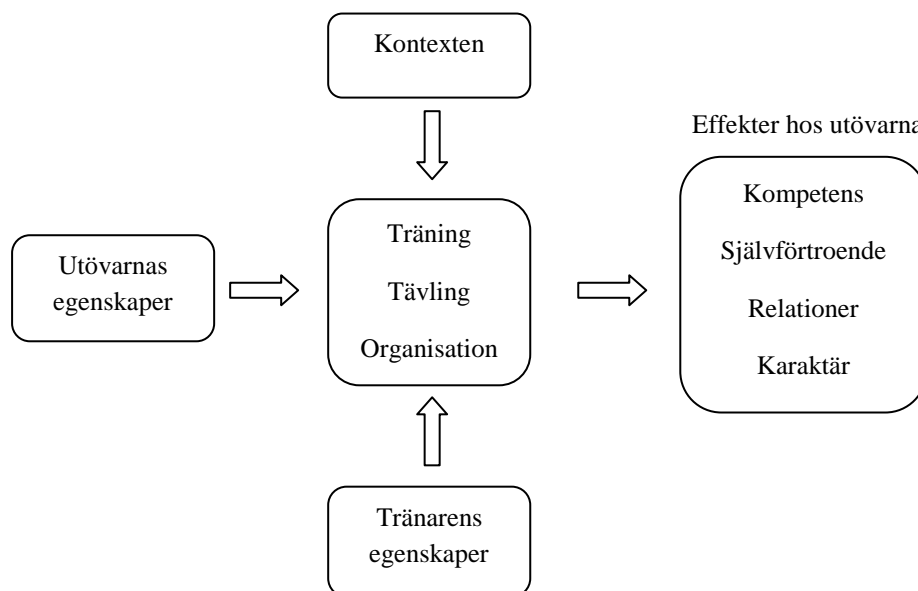 Kontexten
Effekter hos utövarna
Kompetens
Självförtroende
Relationer
Karaktär
Träning
Tävling
Organisation
Utövarnas
egenskaper
Tränarens
egenskaper